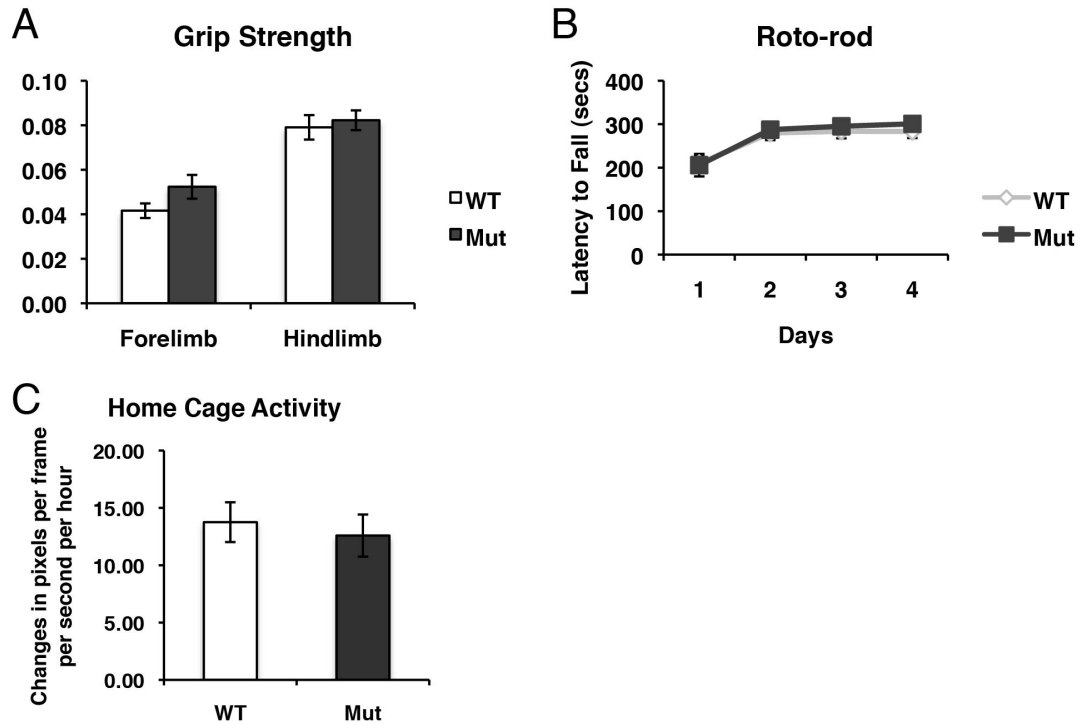 A
Grip Strength
0.10
0.08
0.06
0.04
0.02
0.00
Forelimb Hindlimb
WT
Mut
B
Roto-rod
Latency to Fall (secs)
400
300
200
100
0
1 2 3 4
Days
WT
Mut
C
Home Cage Activity
Changes in pixels per frame
per second per hour
20.00
15.00
10.00
5.00
0.00
WT Mut